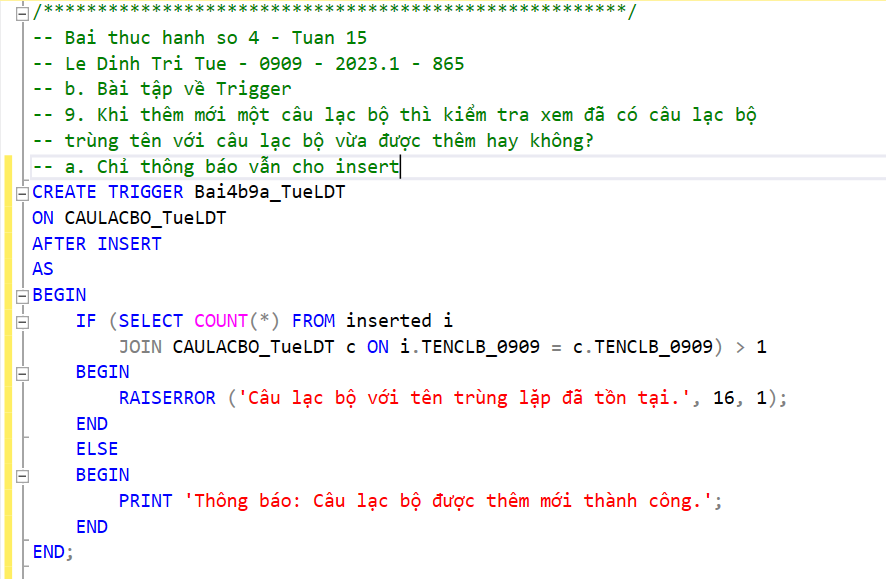 /******************************************************/
-- Bai thuc hanh so 4 - Tuan 15
-- Le Dinh Tri Tue - 0909 - 2023.1 - 865
-- b. Bài tập về Trigger
-- 9. Khi thêm mới một câu lạc bộ thì kiểm tra xem đã có câu lạc bộ
-- trùng tên với câu lạc bộ vừa được thêm hay không?
-- a. Chỉ thông báo vẫn cho insert
CREATE TRIGGER Bai4b9a_TueLDT
ON CAULACBO_TueLDT
AFTER INSERT
AS
BEGIN
    IF (SELECT COUNT(*) FROM inserted i
        JOIN CAULACBO_TueLDT c ON i.TENCLB_0909 = c.TENCLB_0909) > 1
    BEGIN
        RAISERROR ('Câu lạc bộ với tên trùng lặp đã tồn tại.', 16, 1);
    END
    ELSE
    BEGIN
        PRINT 'Thông báo: Câu lạc bộ được thêm mới thành công.';
    END
END;